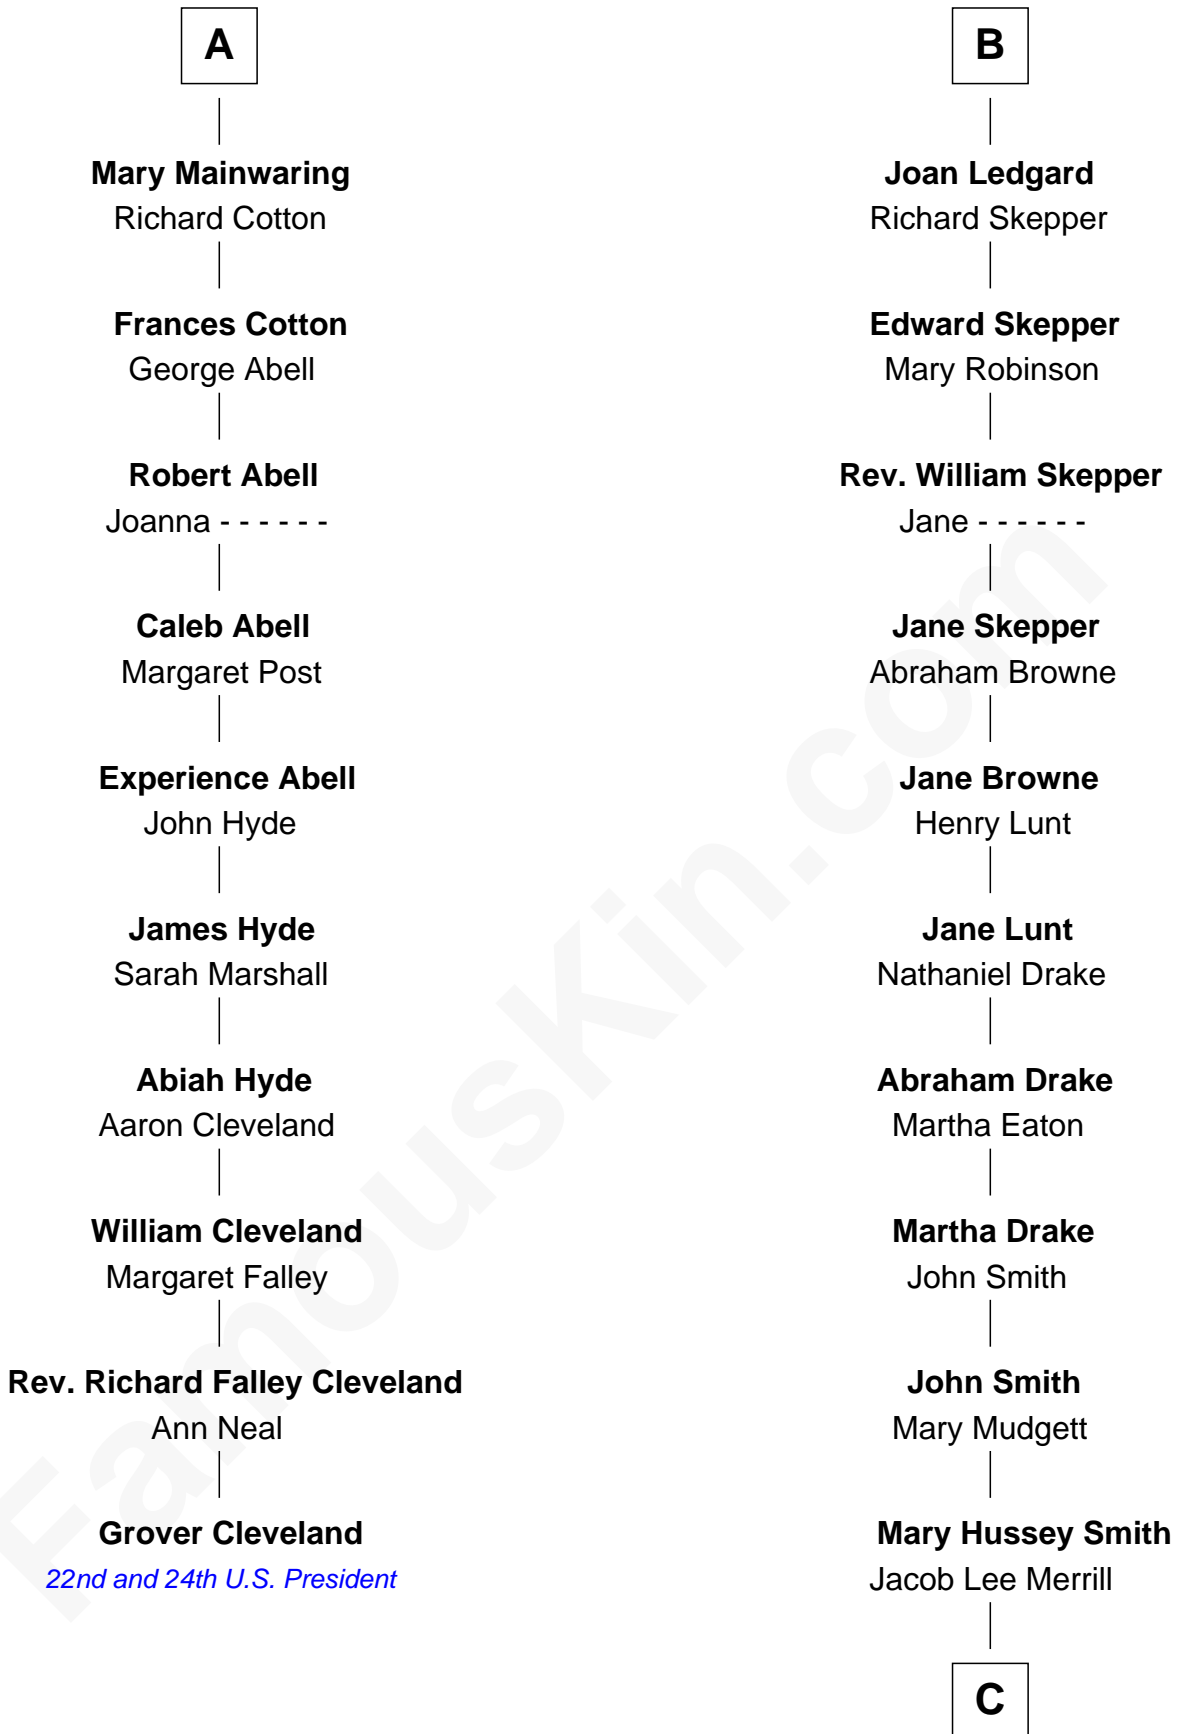 A
Mary Mainwaring
Richard Cotton
Frances Cotton
George Abell
Robert Abell
Joanna - - - - - -
Caleb Abell
Margaret Post
Experience Abell
John Hyde
James Hyde
Sarah Marshall
Abiah Hyde
Aaron Cleveland
William Cleveland
Margaret Falley
Rev. Richard Falley Cleveland
Ann Neal
Grover Cleveland
22nd and 24th U.S. President
B
Joan Ledgard
Richard Skepper
Edward Skepper
Mary Robinson
Rev. William Skepper
Jane - - - - - -
Jane Skepper
Abraham Browne
Jane Browne
Henry Lunt
Jane Lunt
Nathaniel Drake
Abraham Drake
Martha Eaton
Martha Drake
John Smith
John Smith
Mary Mudgett
Mary Hussey Smith
Jacob Lee Merrill
C
FamousKin.com